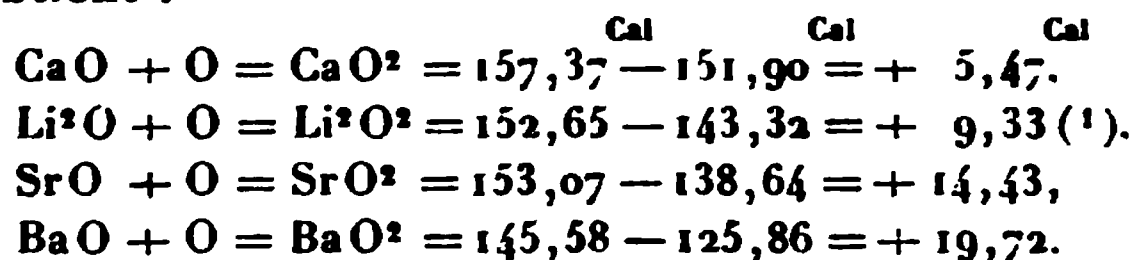 Cal Cal Cal
CaO + O = CaO² = 157,37 — 151,90 = + 5,47.
Li²O + O = Li²O² = 152,65 — 143,32 = + 9,33 (¹).
SrO + O = SrO² = 153,07 — 138,64 = + 14,43,
BaO + O = BaO² = 145,58 — 125,86 = + 19,72.